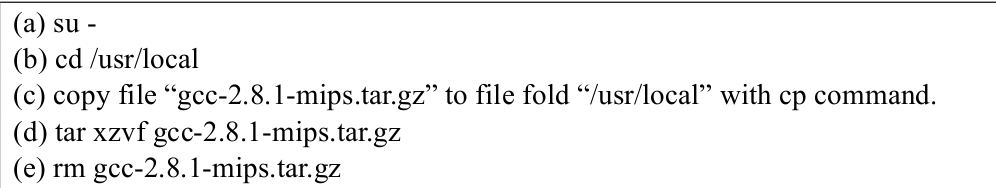 (a) su -
(b) cd /usr/local
(c) copy file “gcc-2.8.1-mips.tar.gz” to file fold “/usr/local” with cp command.
(d) tar xzvf gcc-2.8.1-mips.tar.gz
(e) rm gcc-2.8.1-mips.tar.gz